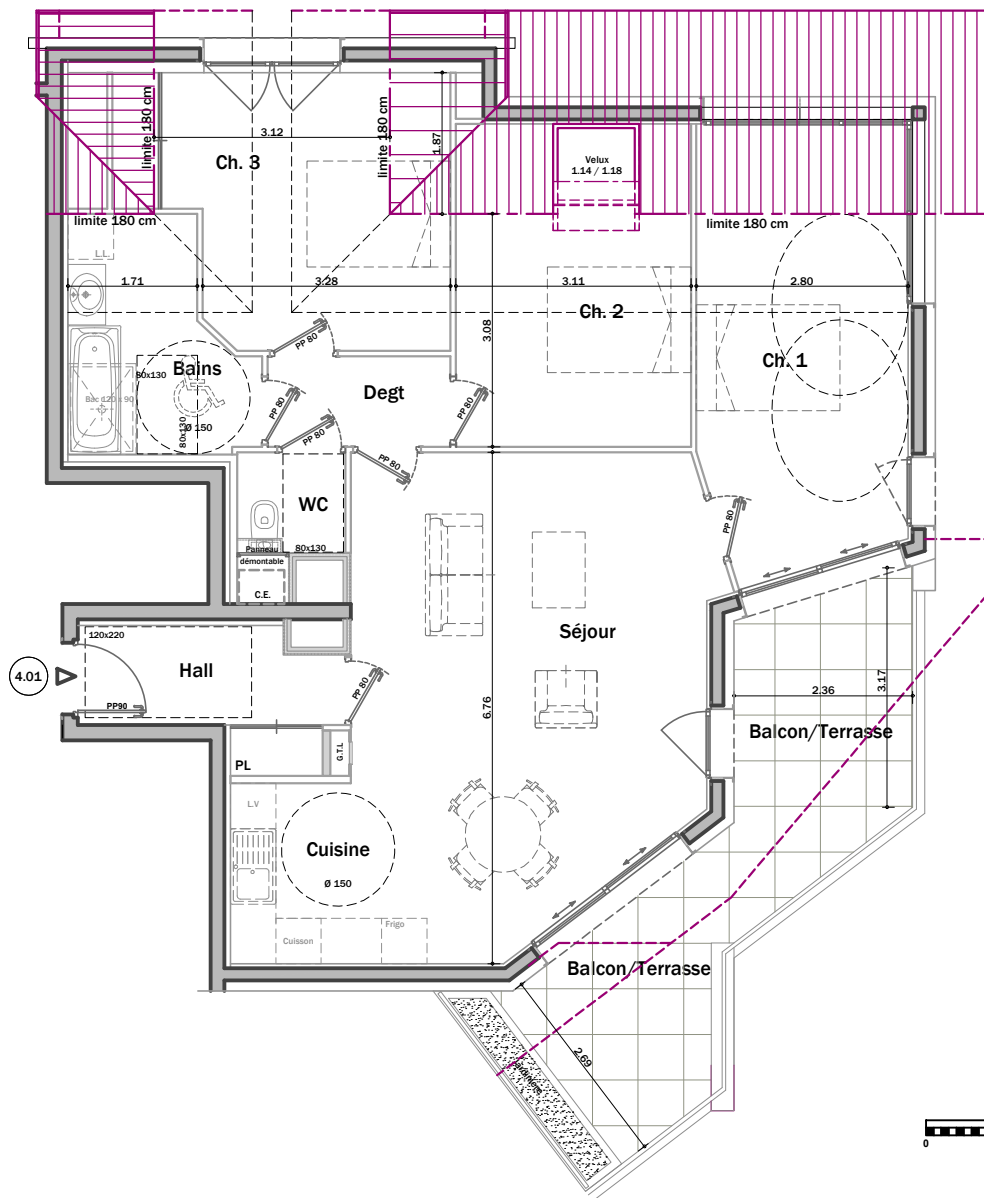 limite 180 cm
3.12
limite 180 cm
1.87
Ch. 3
Velux
1.14 / 1.18
limite 180 cm
limite 180 cm
L.L.
1.71
3.28
3.11
2.80
Ch. 2
3.08
PP 80
Ch. 1
Bains
80x130
Bac 120 x 90
Ø 150
80x130
Degt
PP 80
PP 80
PP 80
PP 80
WC
PP 80
Panneau
démontable
80x130
C.E.
120x220
Hall
Séjour
4.01
PP90
PP 80
6.76
3.17
2.36
Balcon/Terrasse
PL
G.T.L
L.V
Cuisine
Ø 150
Frigo
Cuisson
Balcon/Terrasse
2.69
Jardinière
0